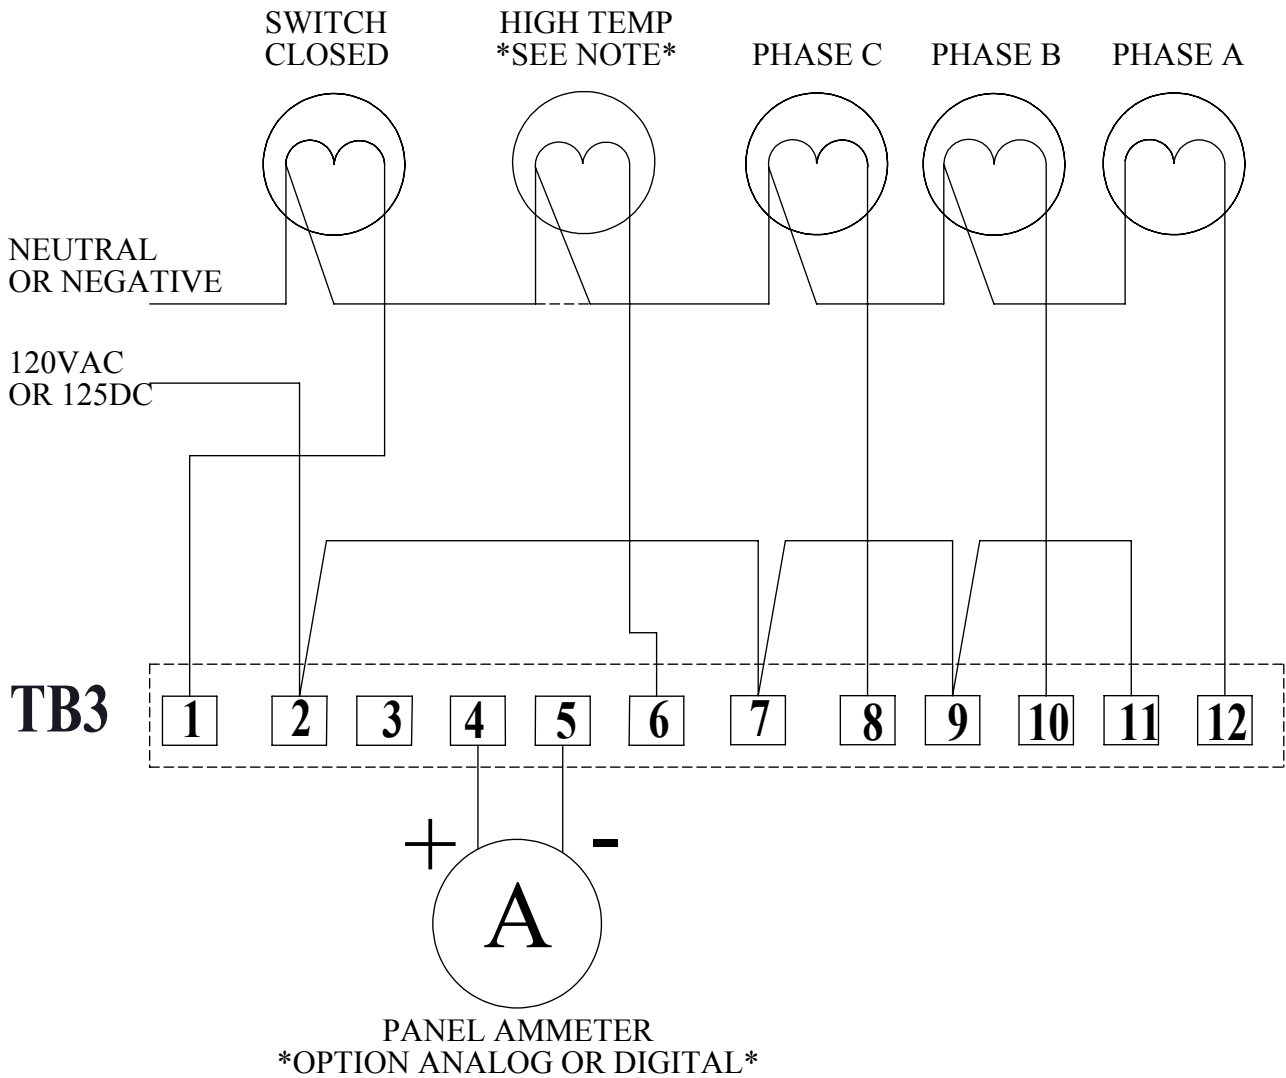 SWITCH
CLOSED
HIGH TEMP
*SEE NOTE*
PHASE C
PHASE B
PHASE A
NEUTRAL
OR NEGATIVE
120VAC
OR 125DC
TB3
1 2 3 4 5 6 7 8 9 10 11 12
+ -
A
PANEL AMMETER
*OPTION ANALOG OR DIGITAL*